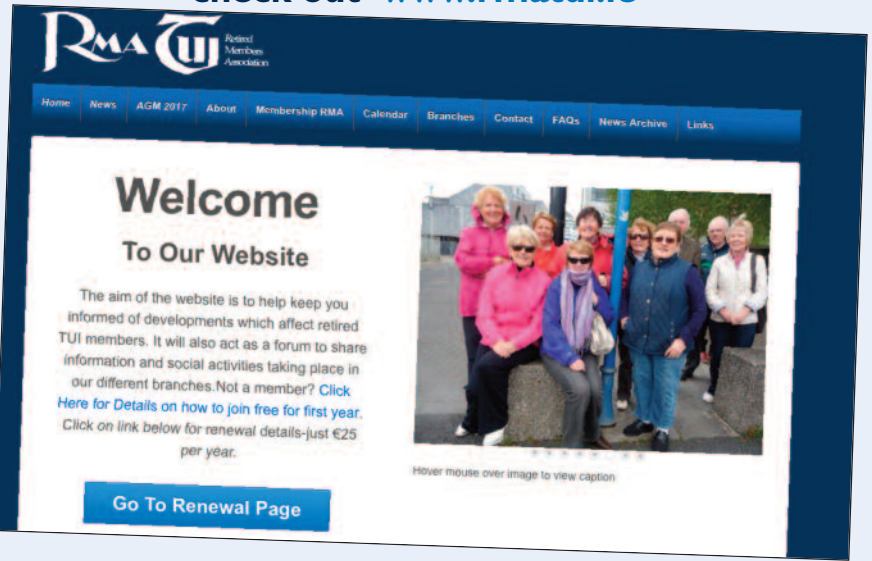 RMA TUI Retired
Members
Association
Home News AGM 2017 About Membership RMA Calendar Branches Contact FAQs News Archive Links
Welcome
To Our Website
The aim of the website is to help keep you
informed of developments which affect retired
TUI members. It will also act as a forum to share
information and social activities taking place in
our different branches.Not a member? Click
Here for Details on how to join free for first year.
Click on link below for renewal details-just €25
per year.
Go To Renewal Page
Hover mouse over image to view caption